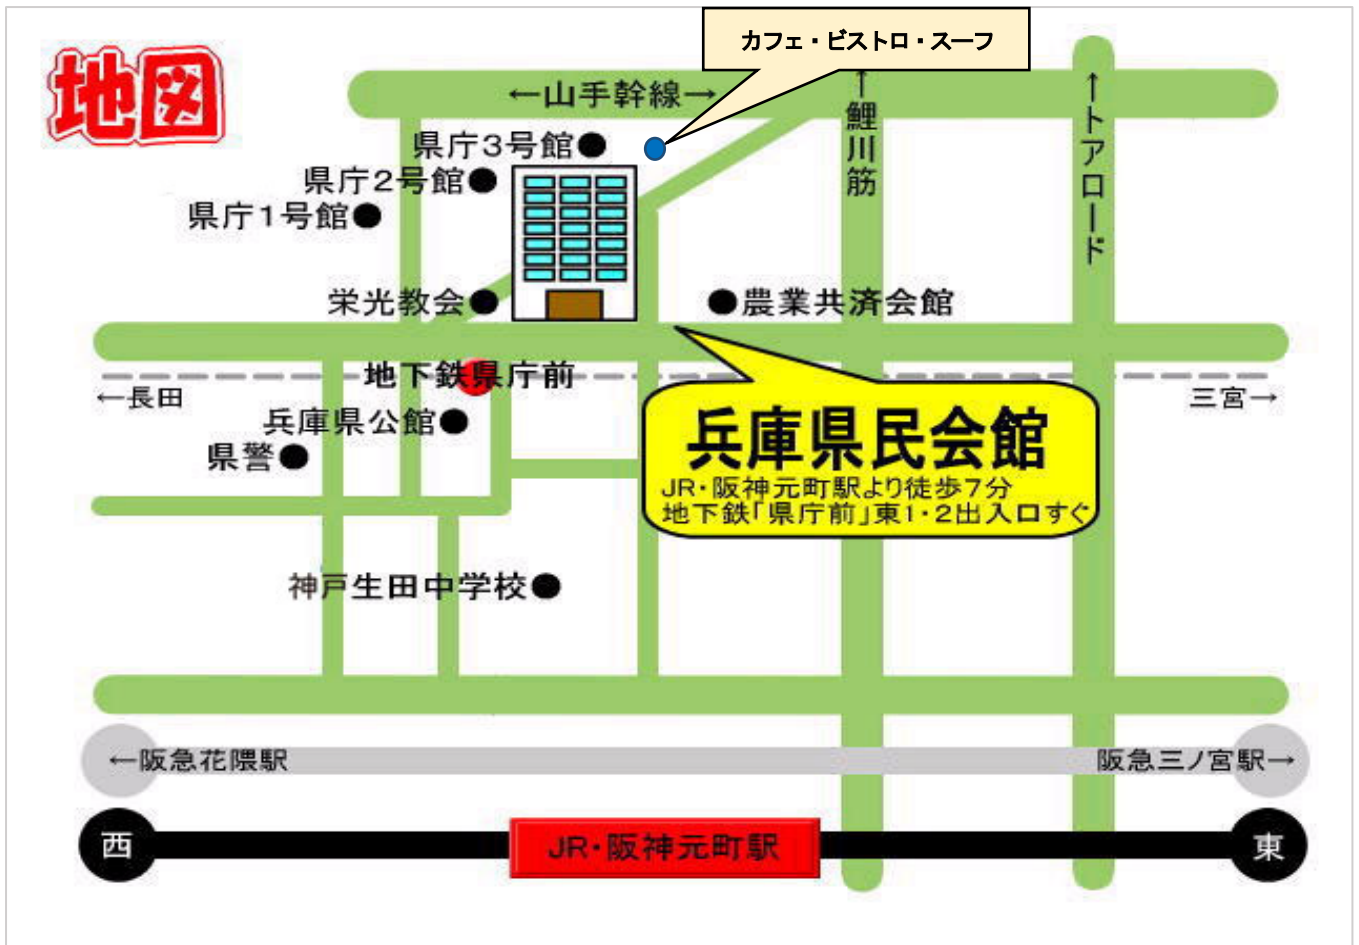 地図
カフェ・ビストロ・スーフ
←山手幹線→
↑鯉川筋
↑トアロード
県庁3号館●
県庁2号館●
県庁1号館●
栄光教会●
●農業共済会館
地下鉄県庁前
←長田
三宮→
兵庫県公館●
県警●
兵庫県民会館
JR・阪神元町駅より徒歩7分
地下鉄「県庁前」東1・2出入口すぐ
神戸生田中学校●
←阪急花隈駅
阪急三ノ宮駅→
西
JR・阪神元町駅
東